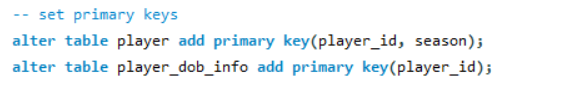 -- set primary keys
alter table player add primary key(player_id, season);
alter table player_dob_info add primary key(player_id);